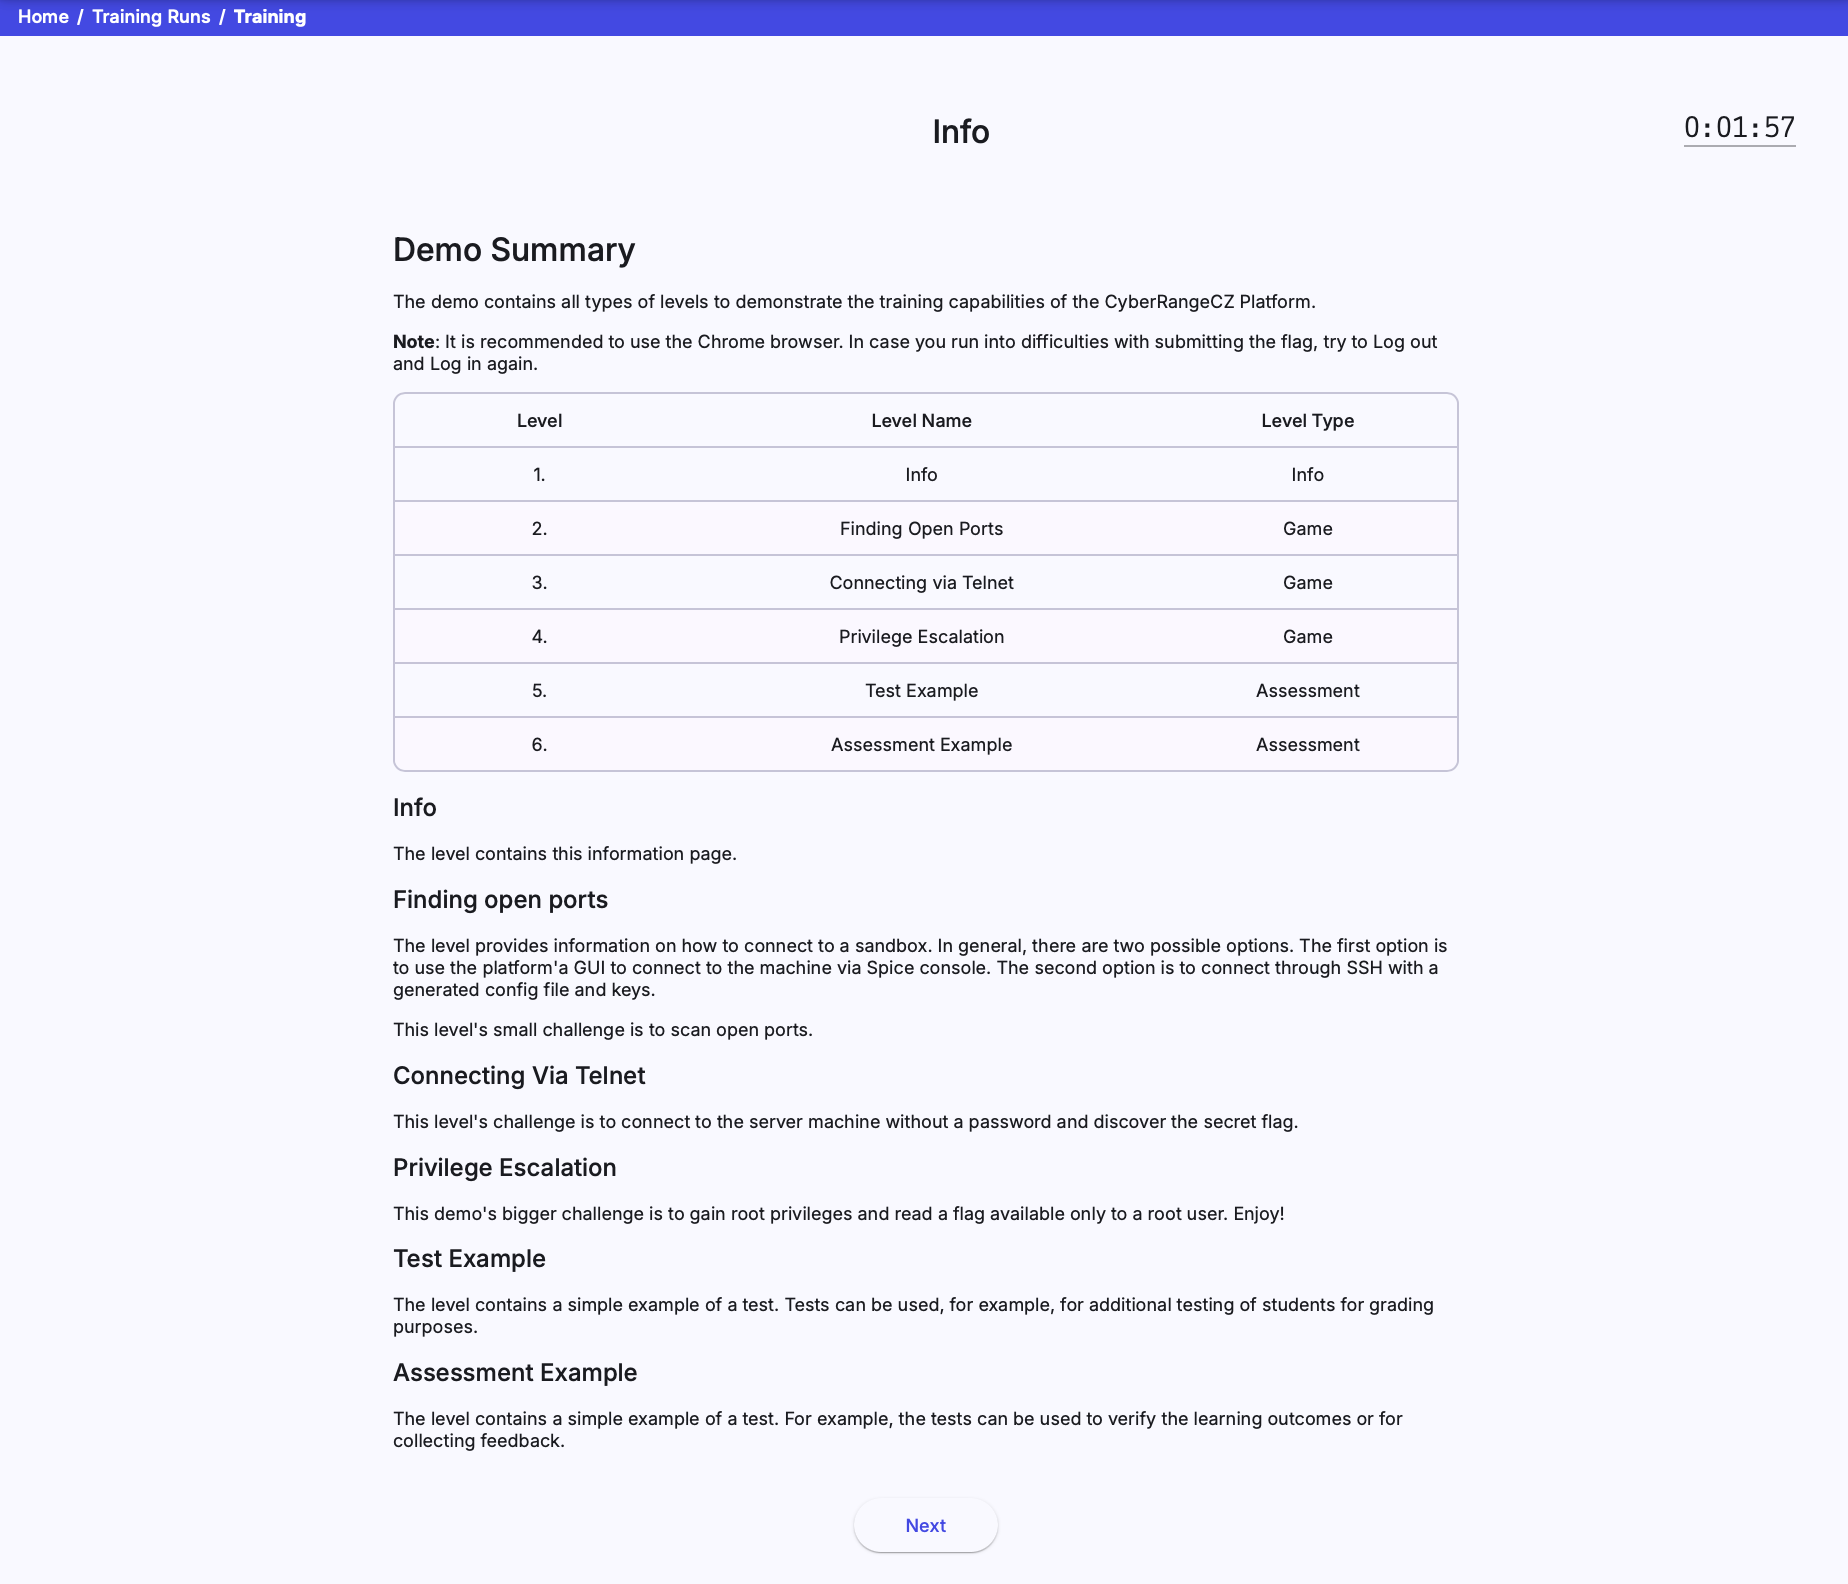 Home / Training Runs / Training
Info
0:01:57
Demo Summary
The demo contains all types of levels to demonstrate the training capabilities of the CyberRangeCZ Platform.
Note: It is recommended to use the Chrome browser. In case you run into difficulties with submitting the flag, try to Log out
and Log in again.
Level Level Name Level Type
1. Info Info
2. Finding Open Ports Game
3. Connecting via Telnet Game
4. Privilege Escalation Game
5. Test Example Assessment
6. Assessment Example Assessment
Info
The level contains this information page.
Finding open ports
The level provides information on how to connect to a sandbox. In general, there are two possible options. The first option is
to use the platform'a GUI to connect to the machine via Spice console. The second option is to connect through SSH with a
generated config file and keys.
This level's small challenge is to scan open ports.
Connecting Via Telnet
This level's challenge is to connect to the server machine without a password and discover the secret flag.
Privilege Escalation
This demo's bigger challenge is to gain root privileges and read a flag available only to a root user. Enjoy!
Test Example
The level contains a simple example of a test. Tests can be used, for example, for additional testing of students for grading
purposes.
Assessment Example
The level contains a simple example of a test. For example, the tests can be used to verify the learning outcomes or for
collecting feedback.
Next